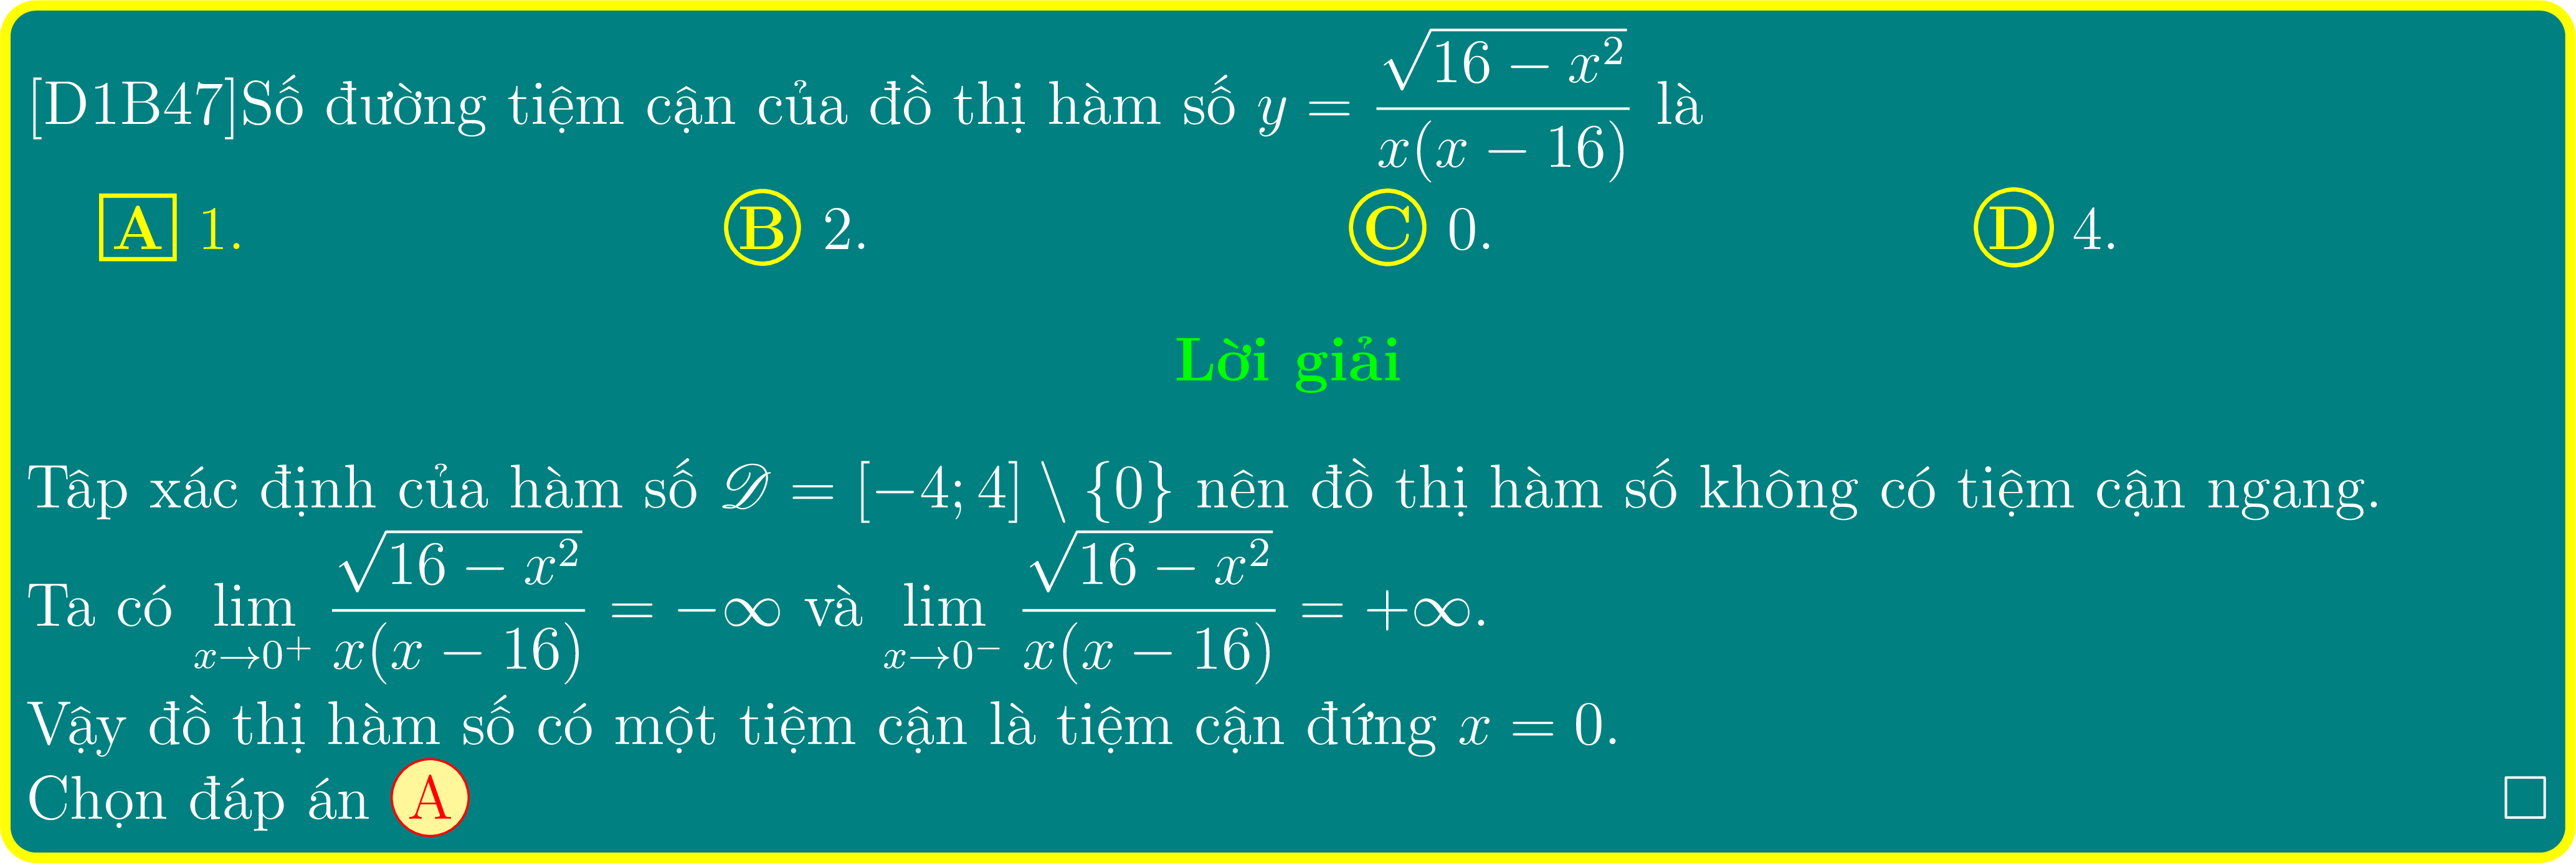 [D1B47]Số đường tiệm cận của đồ thị hàm số $y = \dfrac{\sqrt{16 - x^2}}{x(x - 16)}$ là
A 1. B 2. C 0. D 4.
Lời giải
Tâp xác định của hàm số $\mathscr{D} = [-4; 4] \setminus \{0\}$ nên đồ thị hàm số không có tiệm cận ngang.
Ta có $\lim\limits_{x \to 0^+} \dfrac{\sqrt{16 - x^2}}{x(x - 16)} = -\infty$ và $\lim\limits_{x \to 0^-} \dfrac{\sqrt{16 - x^2}}{x(x - 16)} = +\infty$.
Vậy đồ thị hàm số có một tiệm cận là tiệm cận đứng $x = 0$.
Chọn đáp án A □